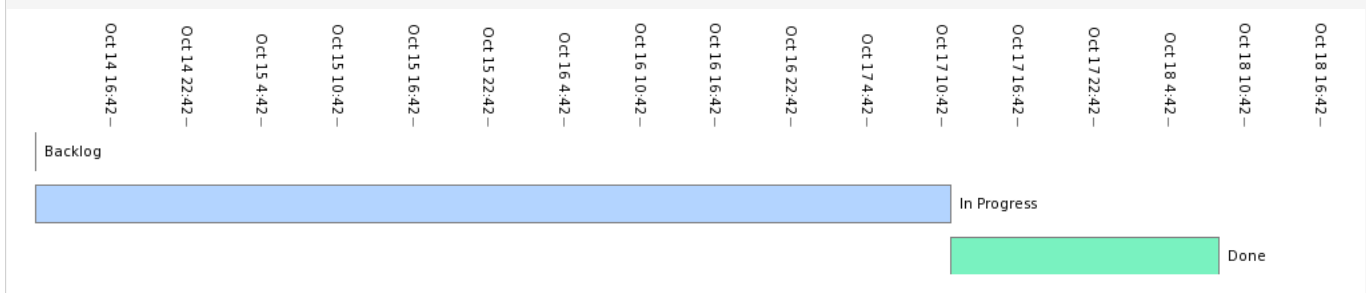 Oct 14 16:42
Oct 14 22:42
Oct 15 4:42
Oct 15 10:42
Oct 15 16:42
Oct 15 22:42
Oct 16 4:42
Oct 16 10:42
Oct 16 16:42
Oct 16 22:42
Oct 17 4:42
Oct 17 10:42
Oct 17 16:42
Oct 17 22:42
Oct 18 4:42
Oct 18 10:42
Oct 18 16:42
Backlog
In Progress
Done